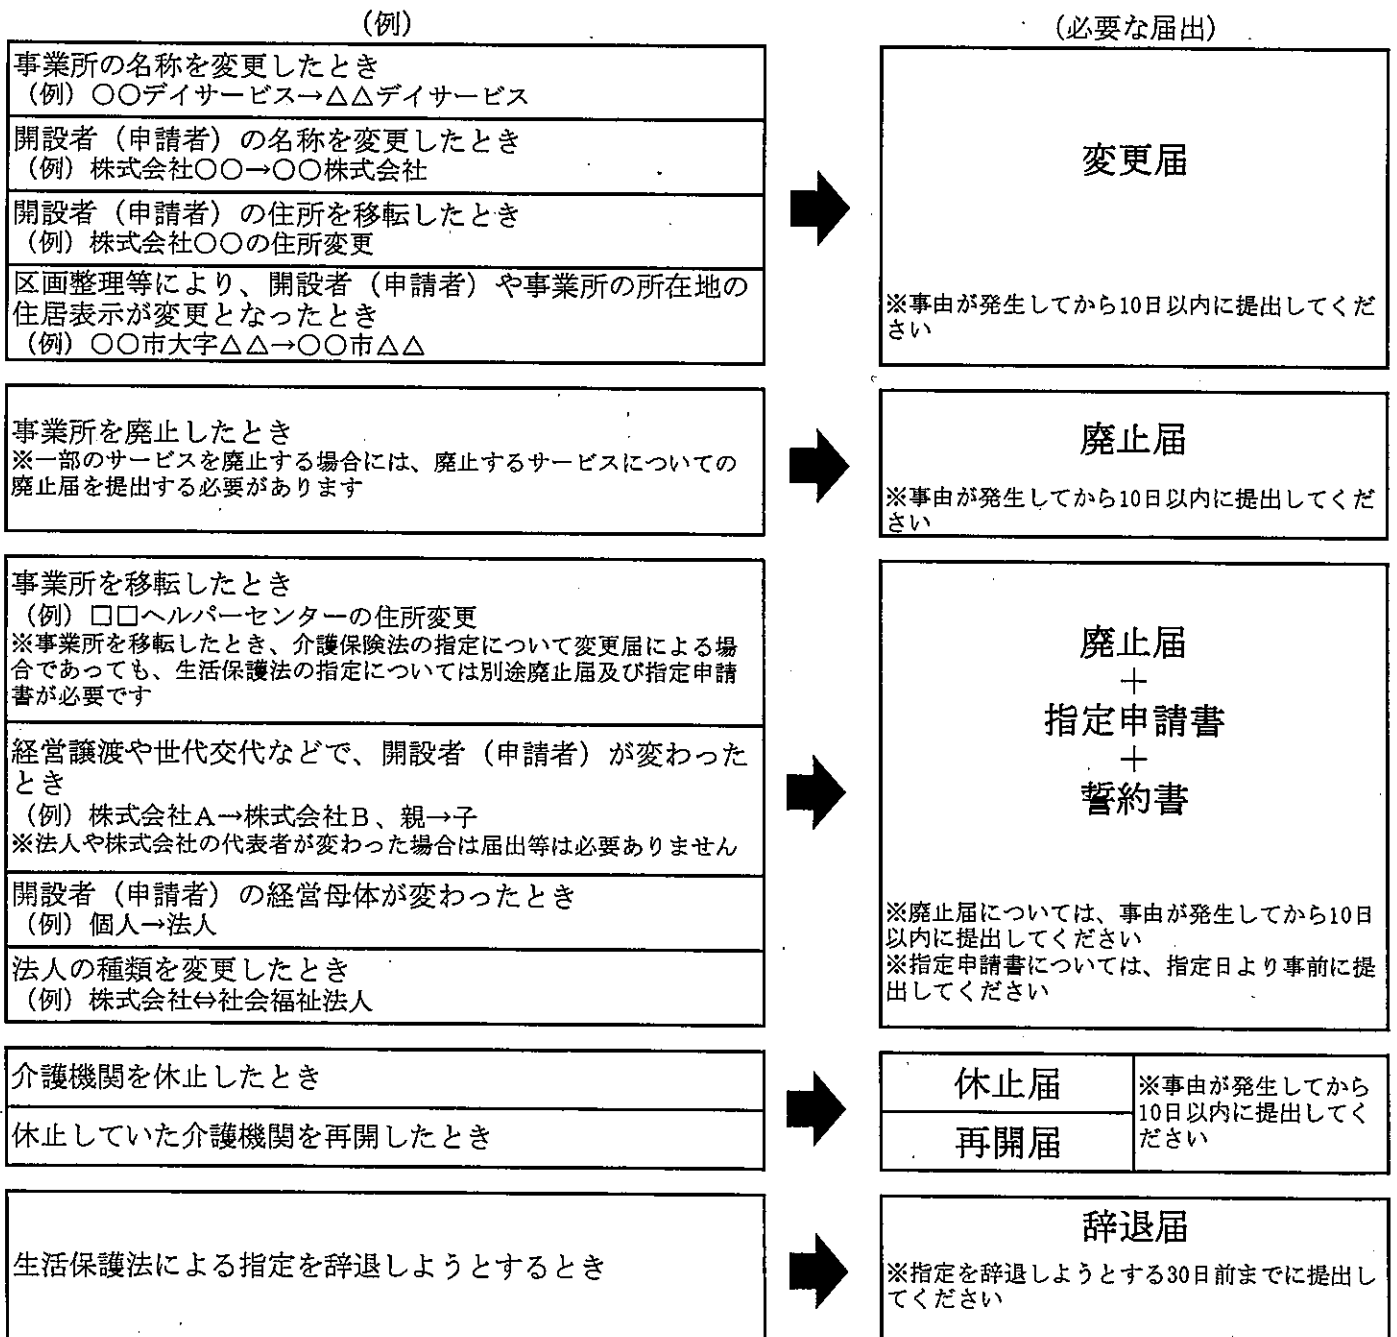 (例)
(必要な届出)
事業所の名称を変更したとき
(例) 〇〇デイサービス→△△デイサービス
開設者（申請者）の名称を変更したとき
(例) 株式会社〇〇→〇〇株式会社
開設者（申請者）の住所を移転したとき
(例) 株式会社〇〇の住所変更
区画整理等により、開設者（申請者）や事業所の所在地の
住居表示が変更となったとき
(例) 〇〇市大字△△→〇〇市△△
変更届
※事由が発生してから10日以内に提出してくだ
さい
事業所を廃止したとき
※一部のサービスを廃止する場合には、廃止するサービスについての
廃止届を提出する必要があります
廃止届
※事由が発生してから10日以内に提出してくだ
さい
事業所を移転したとき
(例) □□ヘルパーセンターの住所変更
※事業所を移転したとき、介護保険法の指定について変更届による場
合であっても、生活保護法の指定については別途廃止届及び指定申請
書が必要です
経営譲渡や世代交代などで、開設者（申請者）が変わった
とき
(例) 株式会社Ａ→株式会社Ｂ、親→子
※法人や株式会社の代表者が変わった場合は届出等は必要ありません
開設者（申請者）の経営母体が変わったとき
(例) 個人→法人
法人の種類を変更したとき
(例) 株式会社⇔社会福祉法人
廃止届
＋
指定申請書
＋
誓約書
※廃止届については、事由が発生してから10日
以内に提出してください
※指定申請書については、指定日より事前に提
出してください
介護機関を休止したとき
休止していた介護機関を再開したとき
休止届
再開届
※事由が発生してから
10日以内に提出してく
ださい
生活保護法による指定を辞退しようとするとき
辞退届
※指定を辞退しようとする30日前までに提出し
てください